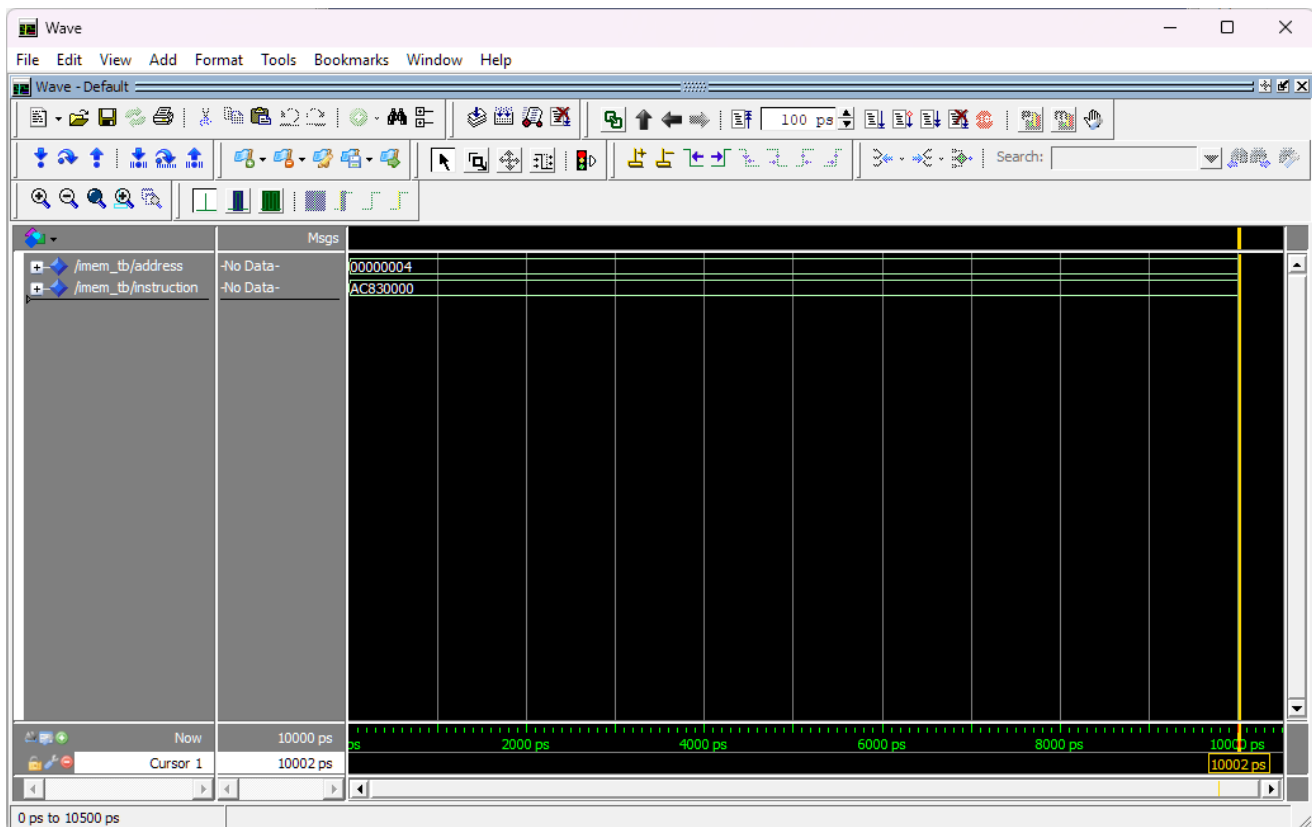 Wave
File Edit View Add Format Tools Bookmarks Window Help
Wave - Default
100 ps
Search:
Msgs
/imem_tb/address -No Data- 00000004
/imem_tb/instruction -No Data- AC830000
Now 10000 ps ps 2000 ps 4000 ps 6000 ps 8000 ps 10000 ps
Cursor 1 10002 ps 10002 ps
0 ps to 10500 ps